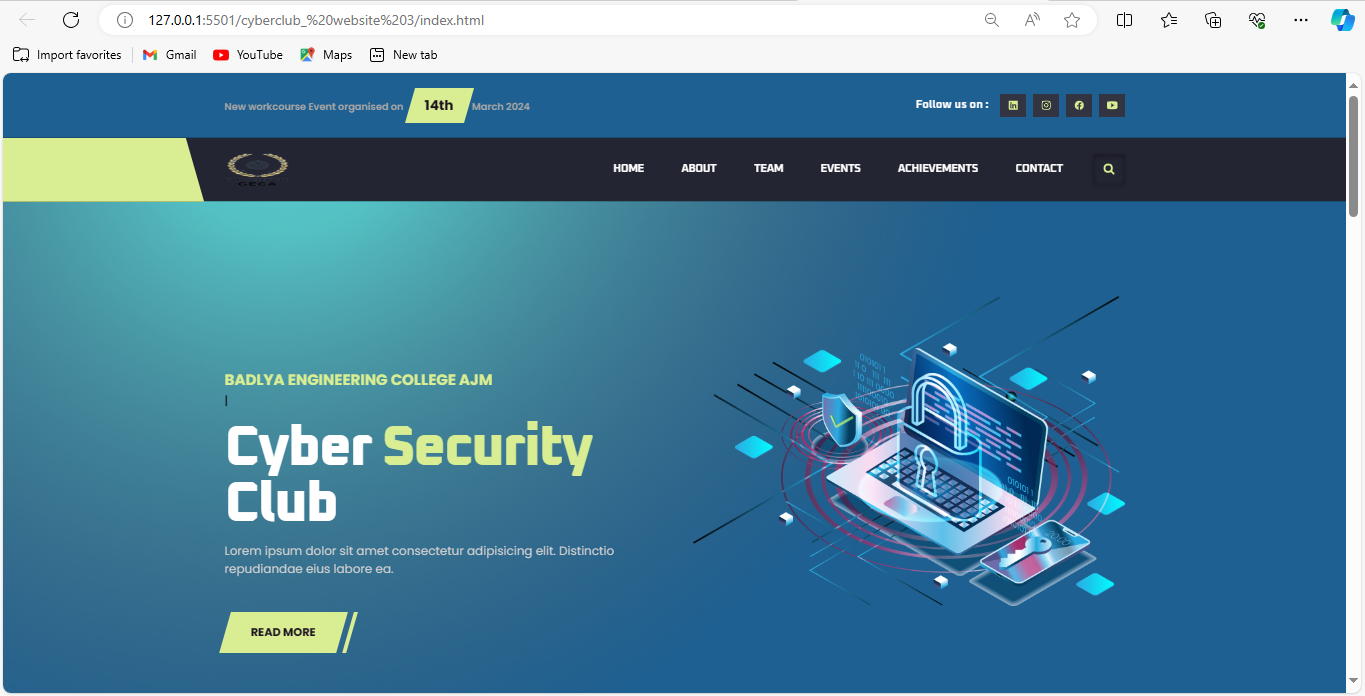 127.0.0.1:5501/cyberclub_%20website%203/index.html
Import favorites Gmail YouTube Maps New tab
New workcourse Event organised on 14th March 2024 Follow us on :
GECA
HOME ABOUT TEAM EVENTS ACHIEVEMENTS CONTACT
BADLYA ENGINEERING COLLEGE AJM
Cyber Security
Club
Lorem ipsum dolor sit amet consectetur adipisicing elit. Distinctio
repudiandae eius labore ea.
READ MORE